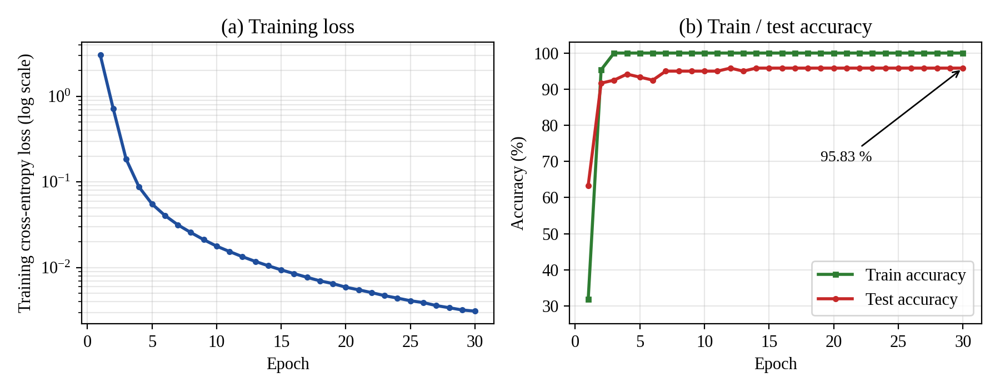 (a) Training loss
Training cross-entropy loss (log scale)
10⁰
10⁻¹
10⁻²
0 5 10 15 20 25 30
Epoch
(b) Train / test accuracy
Accuracy (%)
100
90
80
70
60
50
40
30
95.83 %
Train accuracy
Test accuracy
0 5 10 15 20 25 30
Epoch